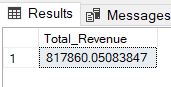 Results Messages
Total_Revenue
1 817860.05083847